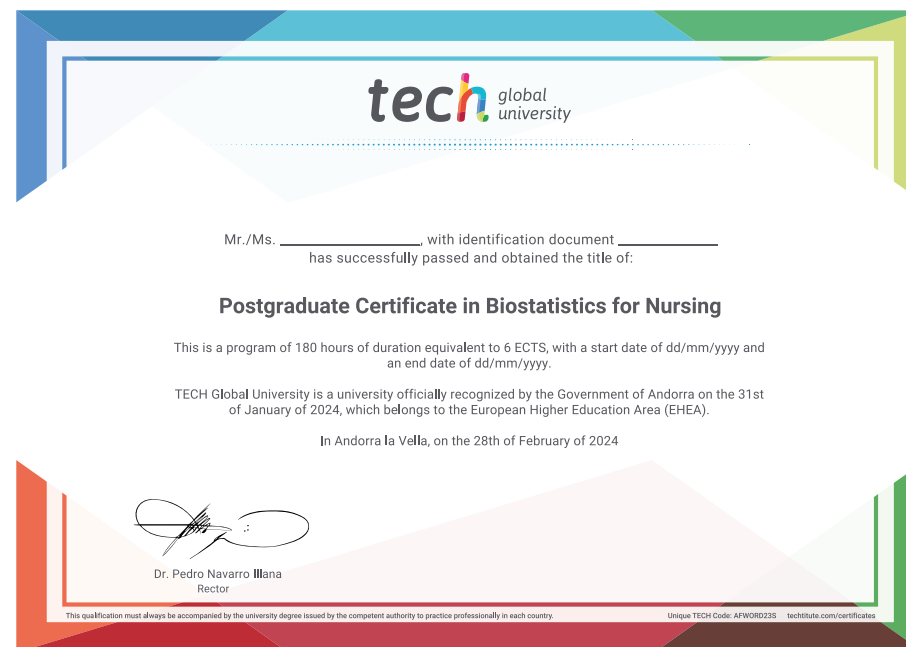 tech global university
Mr./Ms. ____________________, with identification document ______________
has successfully passed and obtained the title of:
Postgraduate Certificate in Biostatistics for Nursing
This is a program of 180 hours of duration equivalent to 6 ECTS, with a start date of dd/mm/yyyy and
an end date of dd/mm/yyyy.
TECH Global University is a university officially recognized by the Government of Andorra on the 31st
of January of 2024, which belongs to the European Higher Education Area (EHEA).
In Andorra la Vella, on the 28th of February of 2024
Dr. Pedro Navarro Illana
Rector
This qualification must always be accompanied by the university degree issued by the competent authority to practice professionally in each country.
Unique TECH Code: AFWORD23S techtitute.com/certificates